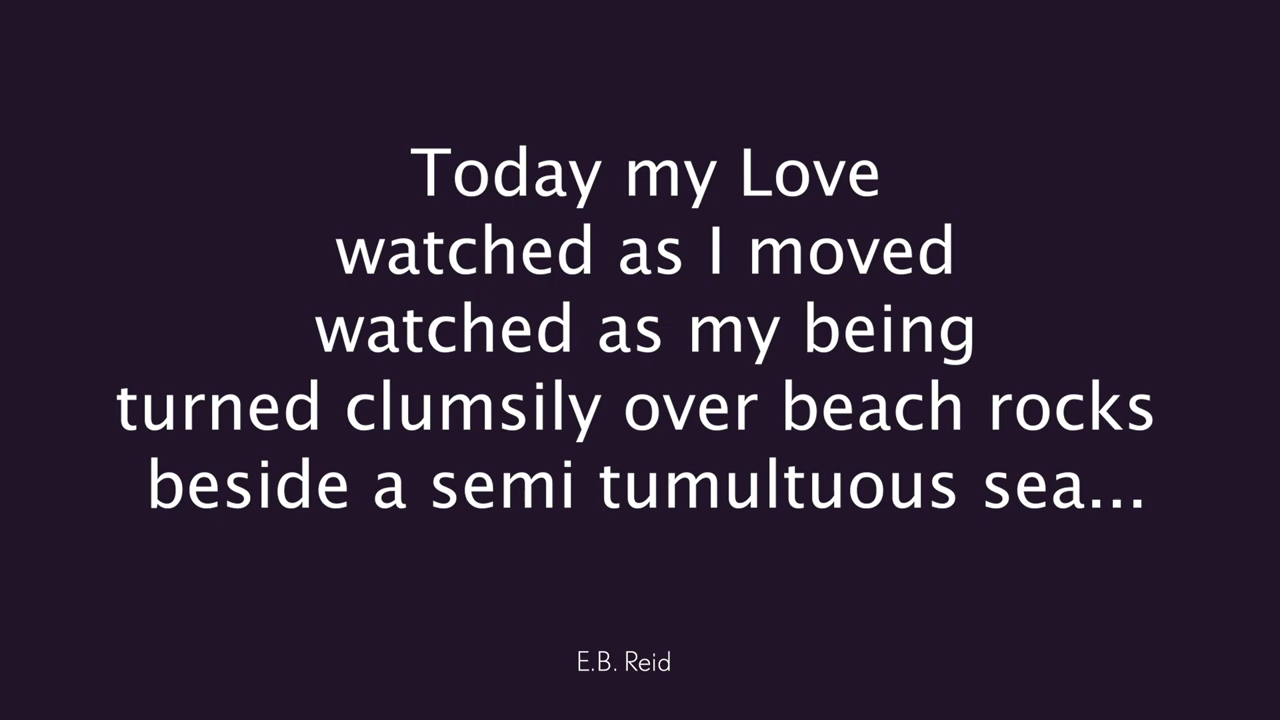 Today my Love
watched as I moved
watched as my being
turned clumsily over beach rocks
beside a semi tumultuous sea...
E.B. Reid